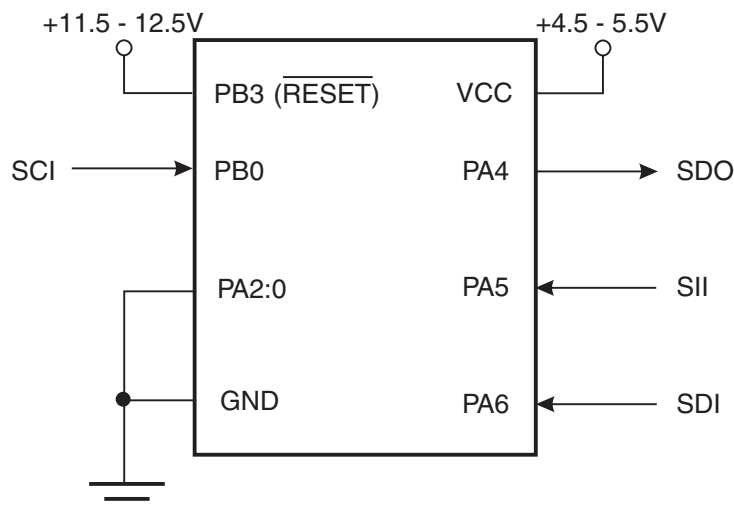 +11.5 - 12.5V
+4.5 - 5.5V
PB3 (RESET)
VCC
SCI
PB0
PA4
SDO
PA2:0
PA5
SII
GND
PA6
SDI